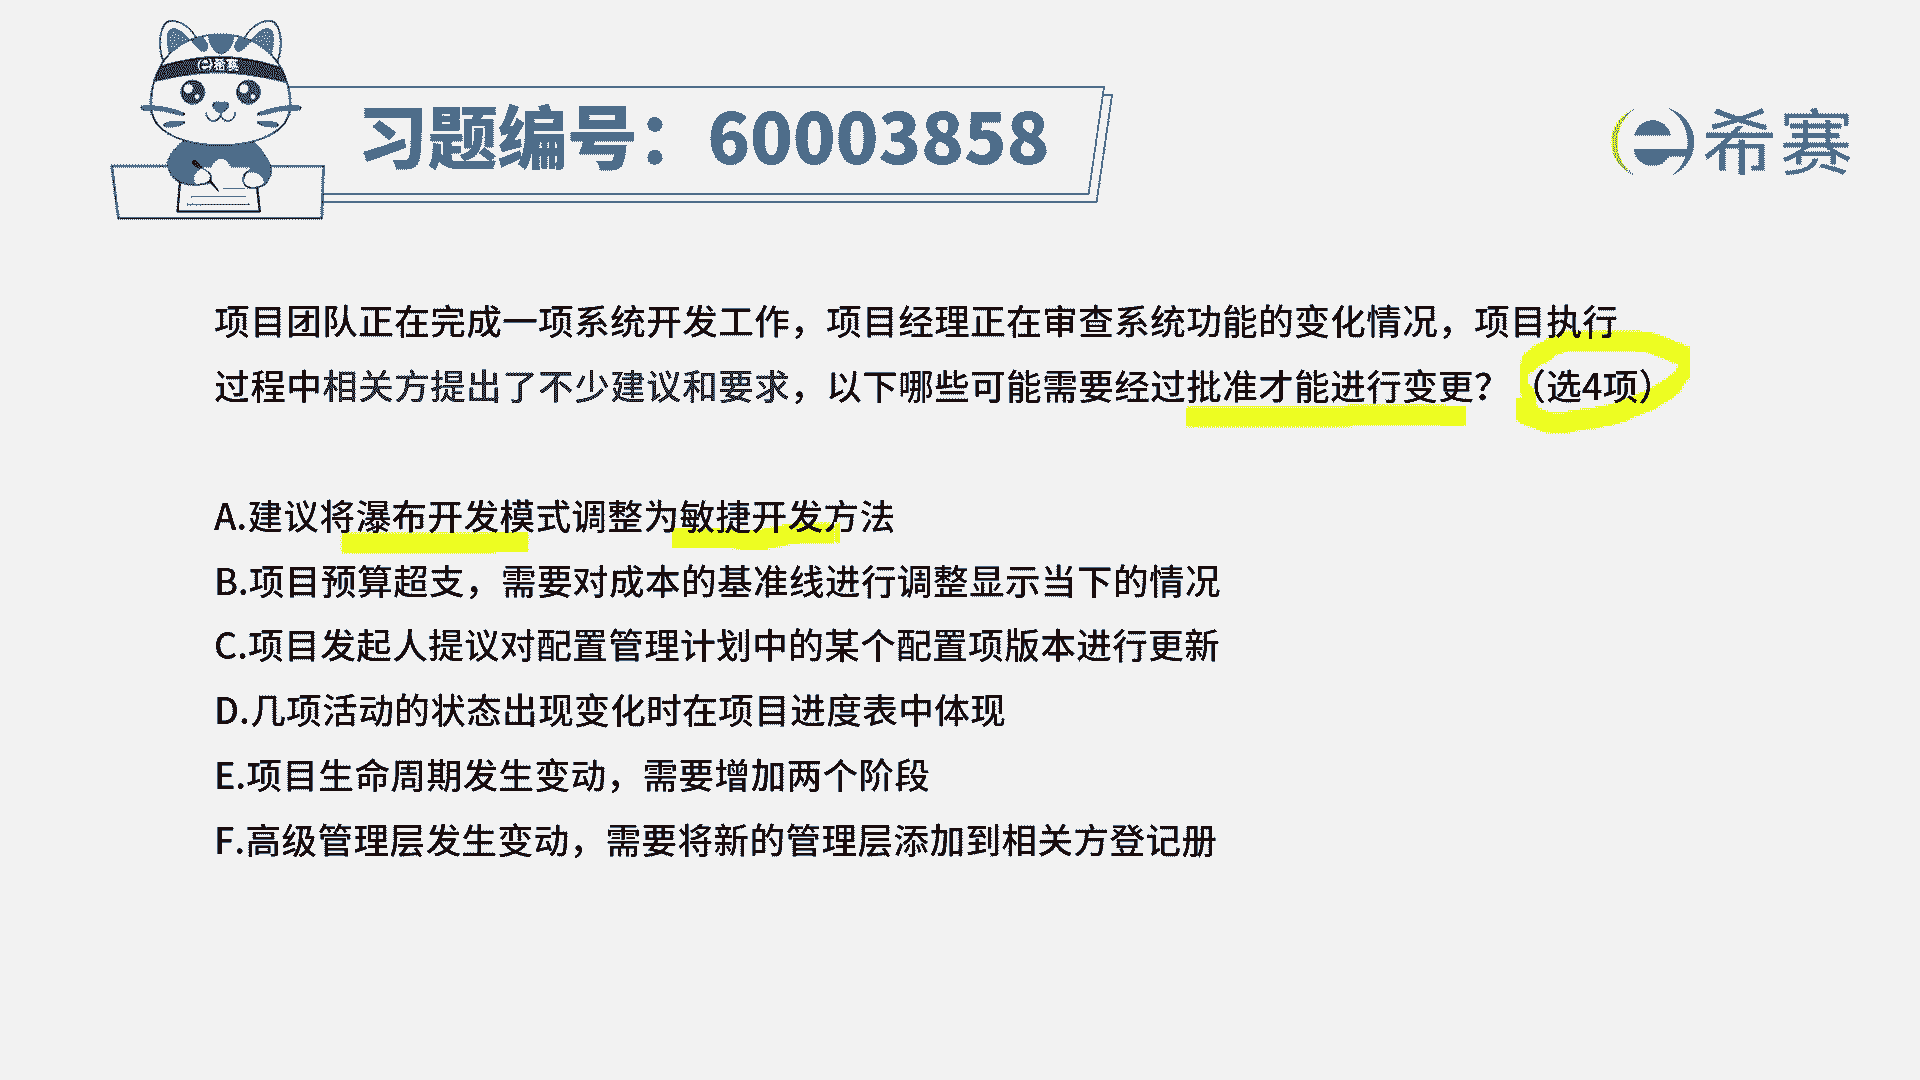 e希赛
习题编号：60003858
e希赛
项目团队正在完成一项系统开发工作，项目经理正在审查系统功能的变化情况，项目执行
过程中相关方提出了不少建议和要求，以下哪些可能需要经过批准才能进行变更？（选4项）
A.建议将瀑布开发模式调整为敏捷开发方法
B.项目预算超支，需要对成本的基准线进行调整显示当下的情况
C.项目发起人提议对配置管理计划中的某个配置项版本进行更新
D.几项活动的状态出现变化时在项目进度表中体现
E.项目生命周期发生变动，需要增加两个阶段
F.高级管理层发生变动，需要将新的管理层添加到相关方登记册